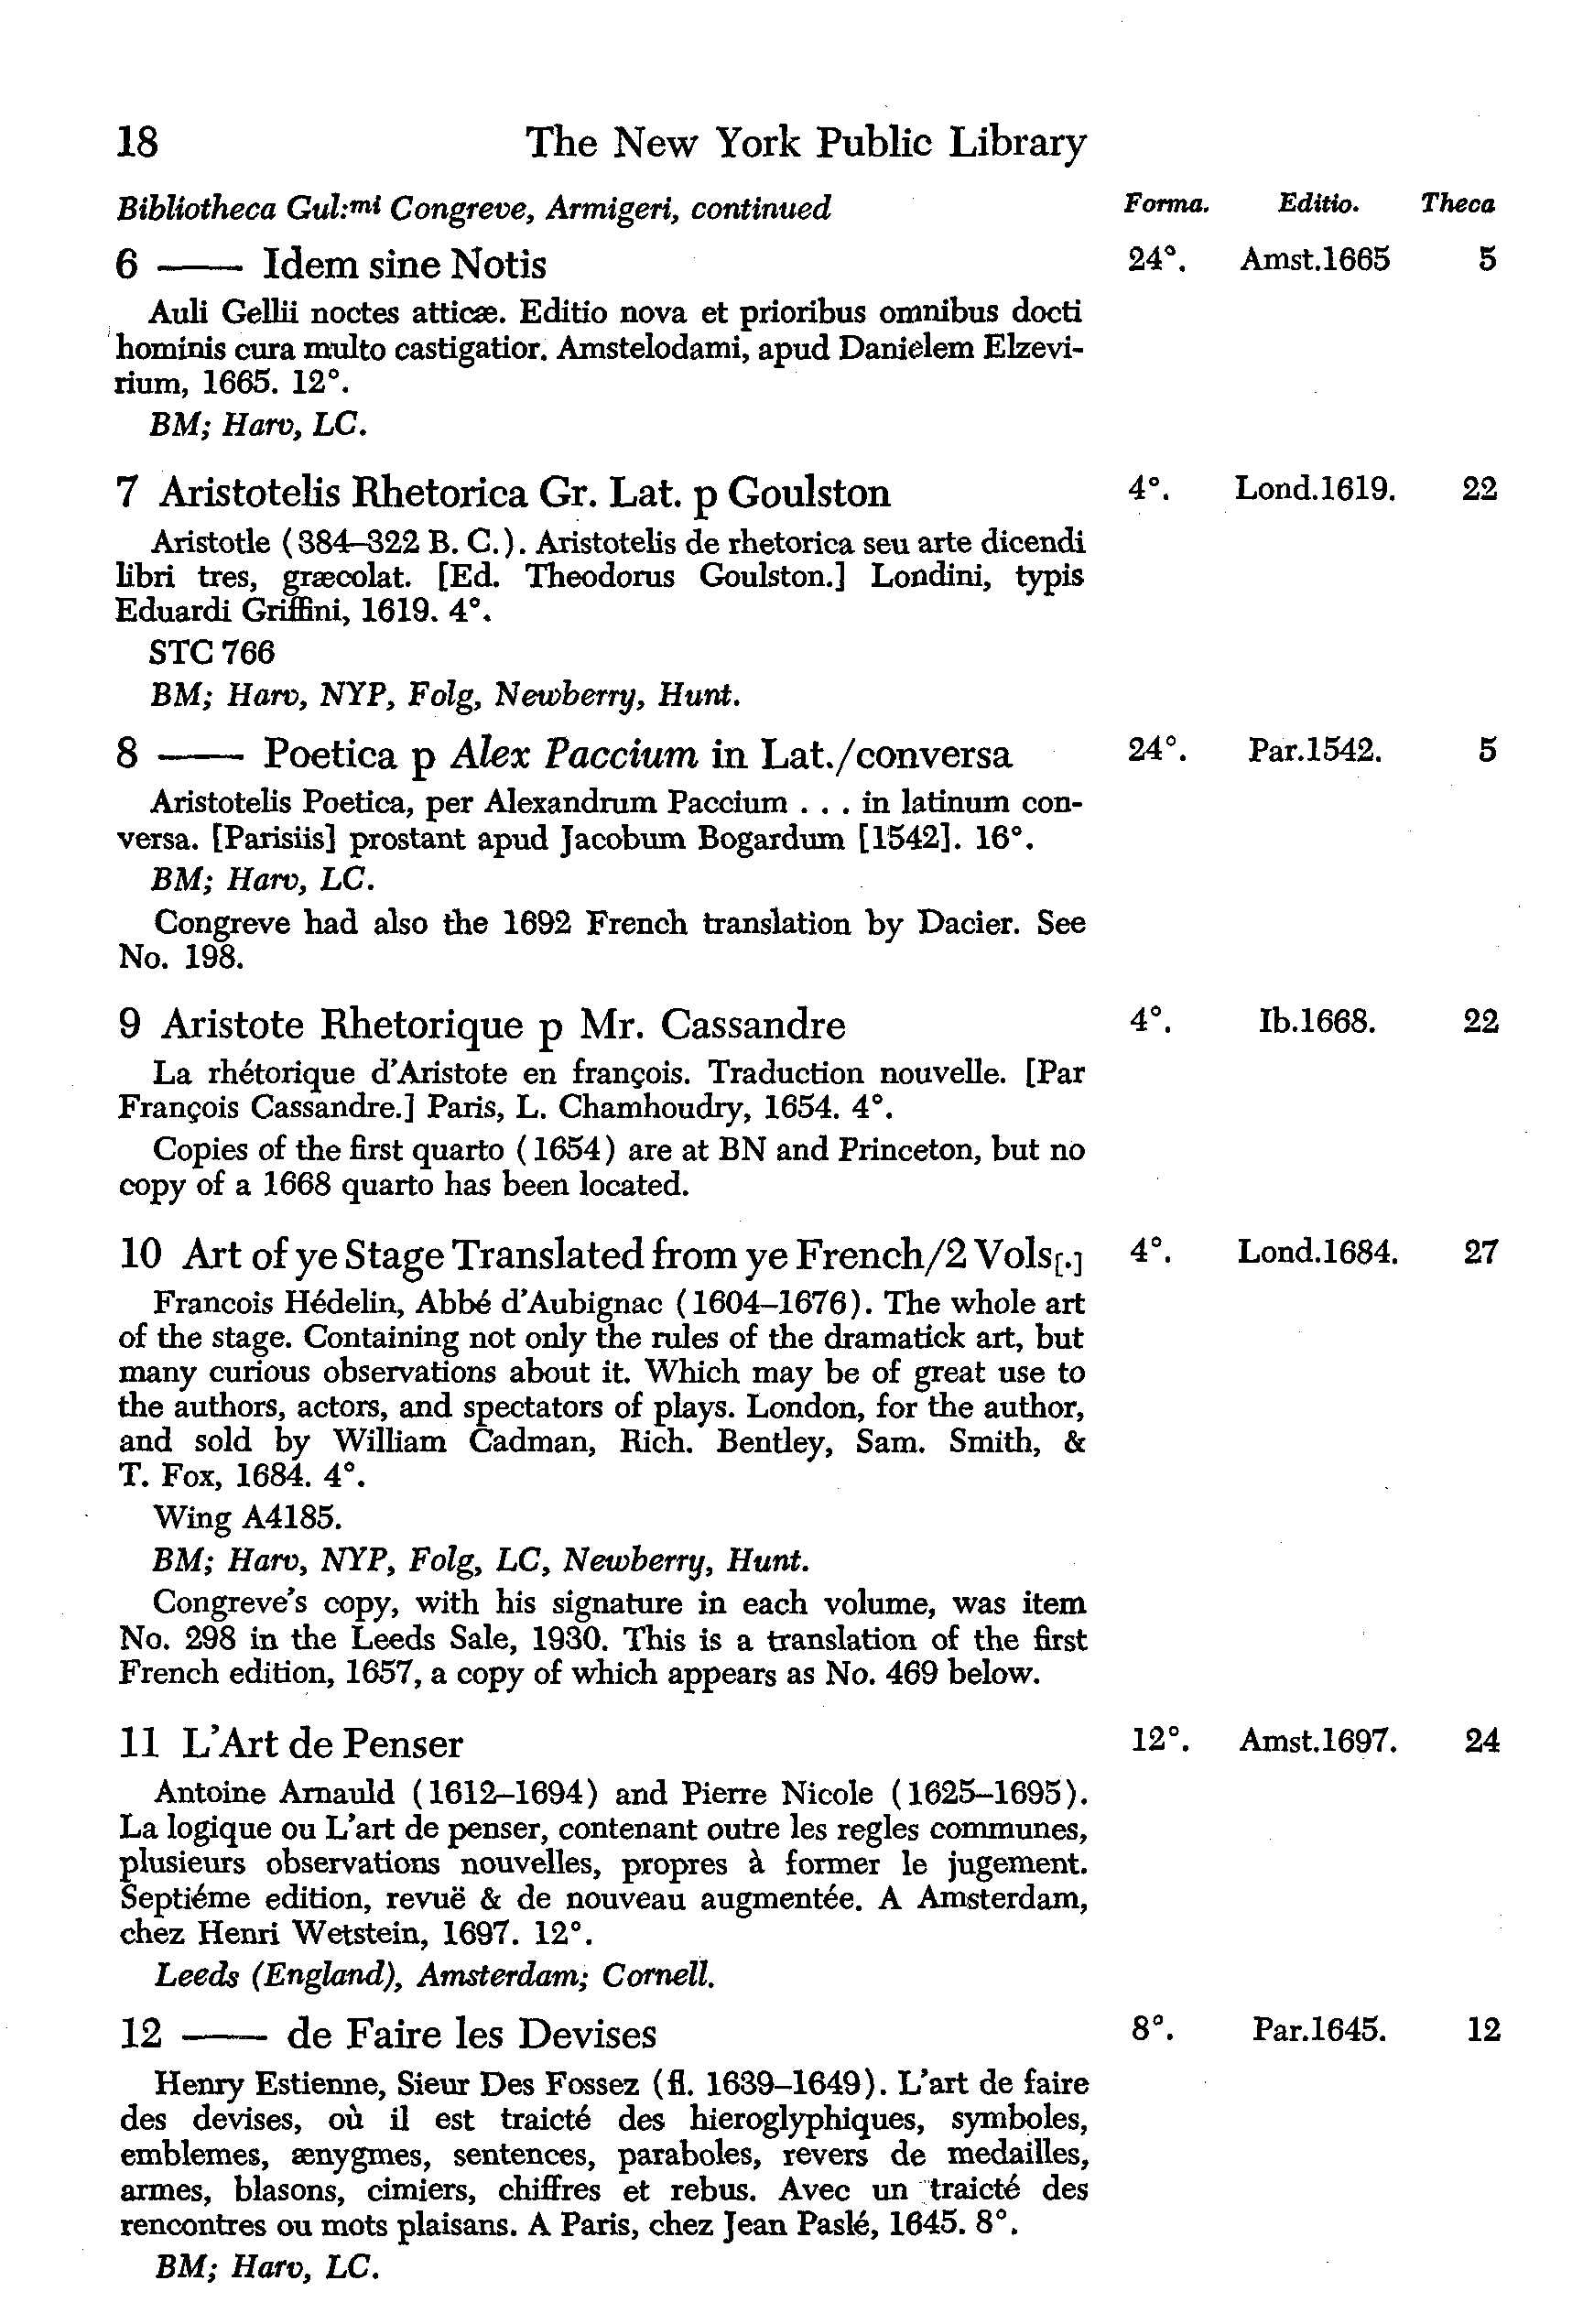 18 The New York Public Library
Bibliotheca Gul:mi Congreve, Armigeri, continued Forma. Editio. Theca
6 —— Idem sine Notis 24°. Amst.1665 5
Auli Gellii noctes atticæ. Editio nova et prioribus omnibus docti
hominis cura multo castigatior. Amstelodami, apud Danielem Elzevi-
rium, 1665. 12°.
BM; Harv, LC.
7 Aristotelis Rhetorica Gr. Lat. p Goulston 4°. Lond.1619. 22
Aristotle (384–322 B. C.). Aristotelis de rhetorica seu arte dicendi
libri tres, græcolat. [Ed. Theodorus Goulston.] Londini, typis
Eduardi Griffini, 1619. 4°.
STC 766
BM; Harv, NYP, Folg, Newberry, Hunt.
8 —— Poetica p Alex Paccium in Lat./conversa 24°. Par.1542. 5
Aristotelis Poetica, per Alexandrum Paccium . . . in latinum con-
versa. [Parisiis] prostant apud Jacobum Bogardum [1542]. 16°.
BM; Harv, LC.
Congreve had also the 1692 French translation by Dacier. See
No. 198.
9 Aristote Rhetorique p Mr. Cassandre 4°. Ib.1668. 22
La rhétorique d'Aristote en françois. Traduction nouvelle. [Par
François Cassandre.] Paris, L. Chamhoudry, 1654. 4°.
Copies of the first quarto (1654) are at BN and Princeton, but no
copy of a 1668 quarto has been located.
10 Art of ye Stage Translated from ye French/2 Vols[.] 4°. Lond.1684. 27
Francois Hédelin, Abbé d'Aubignac (1604–1676). The whole art
of the stage. Containing not only the rules of the dramatick art, but
many curious observations about it. Which may be of great use to
the authors, actors, and spectators of plays. London, for the author,
and sold by William Cadman, Rich. Bentley, Sam. Smith, &
T. Fox, 1684. 4°.
Wing A4185.
BM; Harv, NYP, Folg, LC, Newberry, Hunt.
Congreve's copy, with his signature in each volume, was item
No. 298 in the Leeds Sale, 1930. This is a translation of the first
French edition, 1657, a copy of which appears as No. 469 below.
11 L'Art de Penser 12°. Amst.1697. 24
Antoine Arnauld (1612–1694) and Pierre Nicole (1625–1695).
La logique ou L'art de penser, contenant outre les regles communes,
plusieurs observations nouvelles, propres à former le jugement.
Septiéme edition, revuë & de nouveau augmentée. A Amsterdam,
chez Henri Wetstein, 1697. 12°.
Leeds (England), Amsterdam; Cornell.
12 —— de Faire les Devises 8°. Par.1645. 12
Henry Estienne, Sieur Des Fossez (fl. 1639–1649). L'art de faire
des devises, où il est traicté des hieroglyphiques, symboles,
emblemes, ænygmes, sentences, paraboles, revers de medailles,
armes, blasons, cimiers, chiffres et rebus. Avec un traicté des
rencontres ou mots plaisans. A Paris, chez Jean Paslé, 1645. 8°.
BM; Harv, LC.